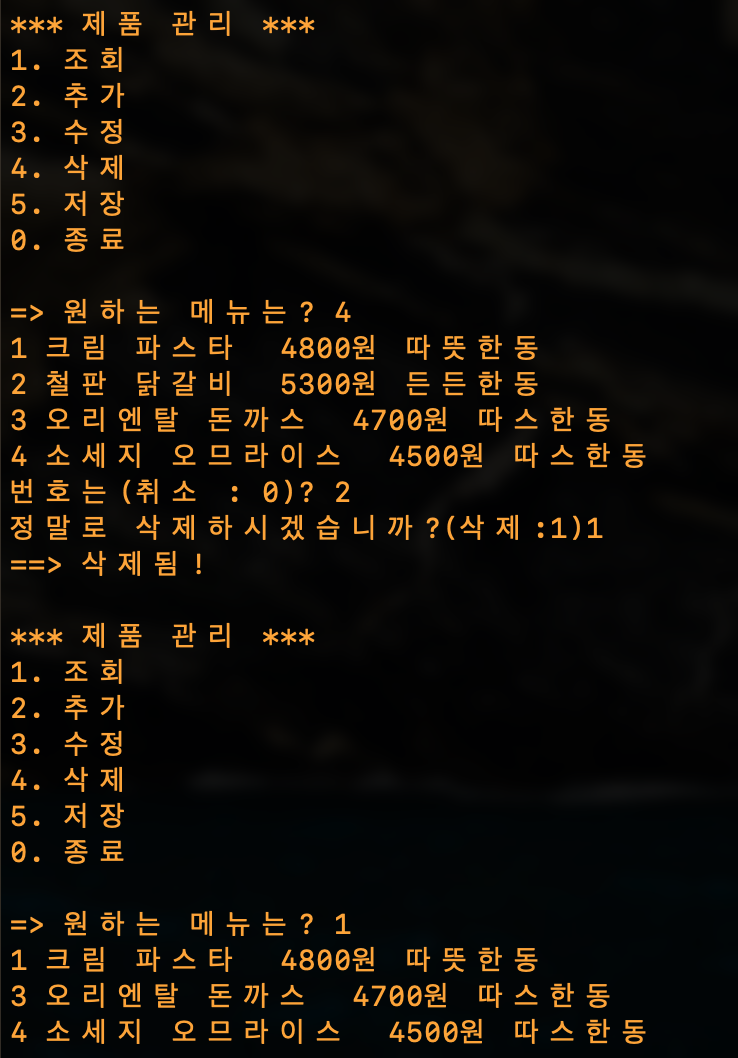 *** 제품 관리 ***
1. 조회
2. 추가
3. 수정
4. 삭제
5. 저장
0. 종료
=> 원하는 메뉴는? 4
1 크림 파스타  4800원 따뜻한동
2 철판 닭갈비  5300원 든든한동
3 오리엔탈 돈까스  4700원 따스한동
4 소세지 오므라이스  4500원 따스한동
번호는(취소 : 0)? 2
정말로 삭제하시겠습니까?(삭제:1)1
==> 삭제됨!
*** 제품 관리 ***
1. 조회
2. 추가
3. 수정
4. 삭제
5. 저장
0. 종료
=> 원하는 메뉴는? 1
1 크림 파스타  4800원 따뜻한동
3 오리엔탈 돈까스  4700원 따스한동
4 소세지 오므라이스  4500원 따스한동